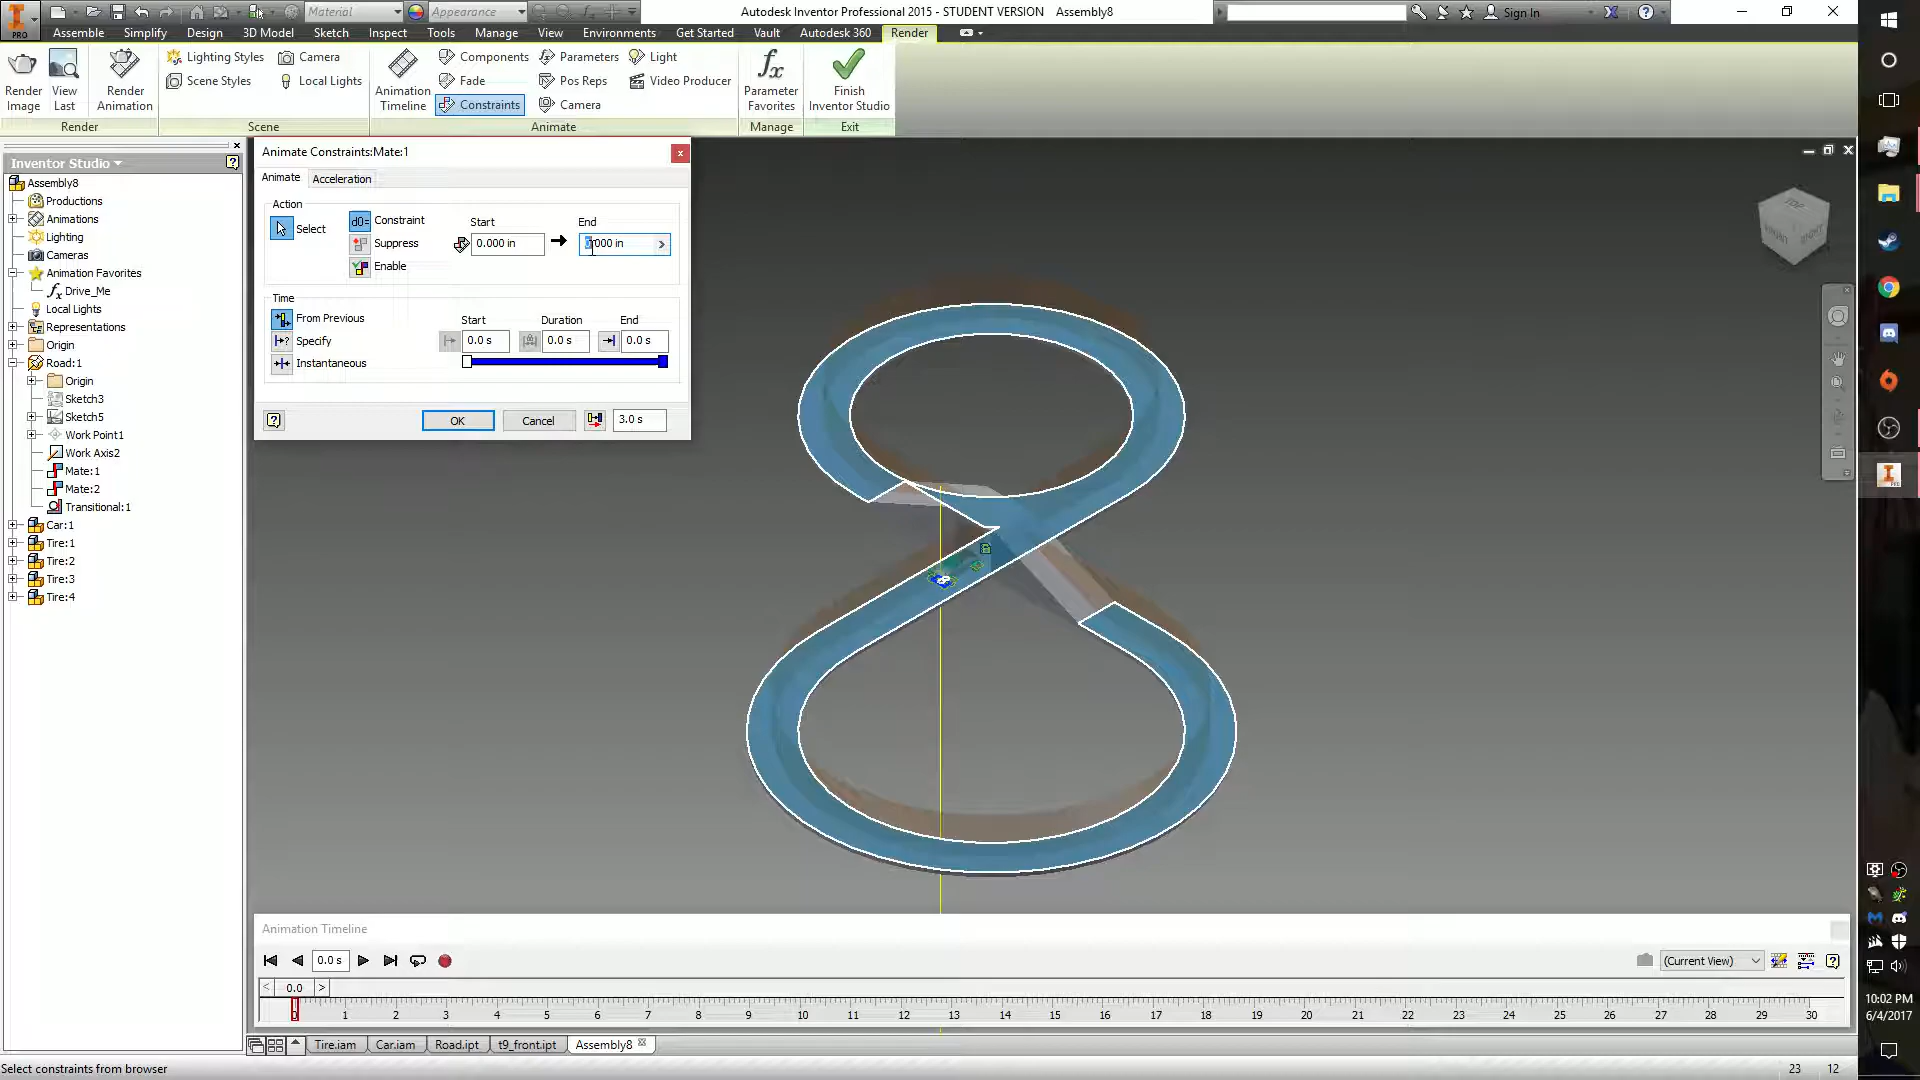 Material
Appearance
Autodesk Inventor Professional 2015 - STUDENT VERSION Assembly8
Sign In
PRO
Assembly Simplify Design 3D Model Sketch Inspect Tools Manage View Environments Get Started Vault Autodesk 360 Render
Render Image
View Last
Render Animation
Lighting Styles
Camera
Scene Styles
Local Lights
Animation Timeline
Components
Fade
Constraints
Parameters
Pos Reps
Camera
Light
Video Producer
Parameter Favorites
Finish Inventor Studio
Render
Scene
Animate
Manage
Exit
Inventor Studio
Assembly8
Productions
Animations
Lighting
Cameras
Animation Favorites
fx Drive_Me
Local Lights
Representations
Origin
Road:1
Origin
Sketch3
Sketch5
Work Point1
Work Axis2
Mate:1
Mate:2
Transitional:1
Car:1
Tire:1
Tire:2
Tire:3
Tire:4
Animate Constraints:Mate:1
Animate Acceleration
Action
Select
Constraint
Suppress
Enable
Start
0.000 in
End
0.000 in
Time
From Previous
Specify
Instantaneous
Start Duration End
0.0 s 0.0 s 0.0 s
OK Cancel 3.0 s
TOP
Animation Timeline
0.0 s
(Current View)
< 0.0 >
0 1 2 3 4 5 6 7 8 9 10 11 12 13 14 15 16 17 18 19 20 21 22 23 24 25 26 27 28 29 30
Tire.iam Car.iam Road.ipt t9_front.ipt Assembly8
Select constraints from browser
23 12
10:02 PM
6/4/2017